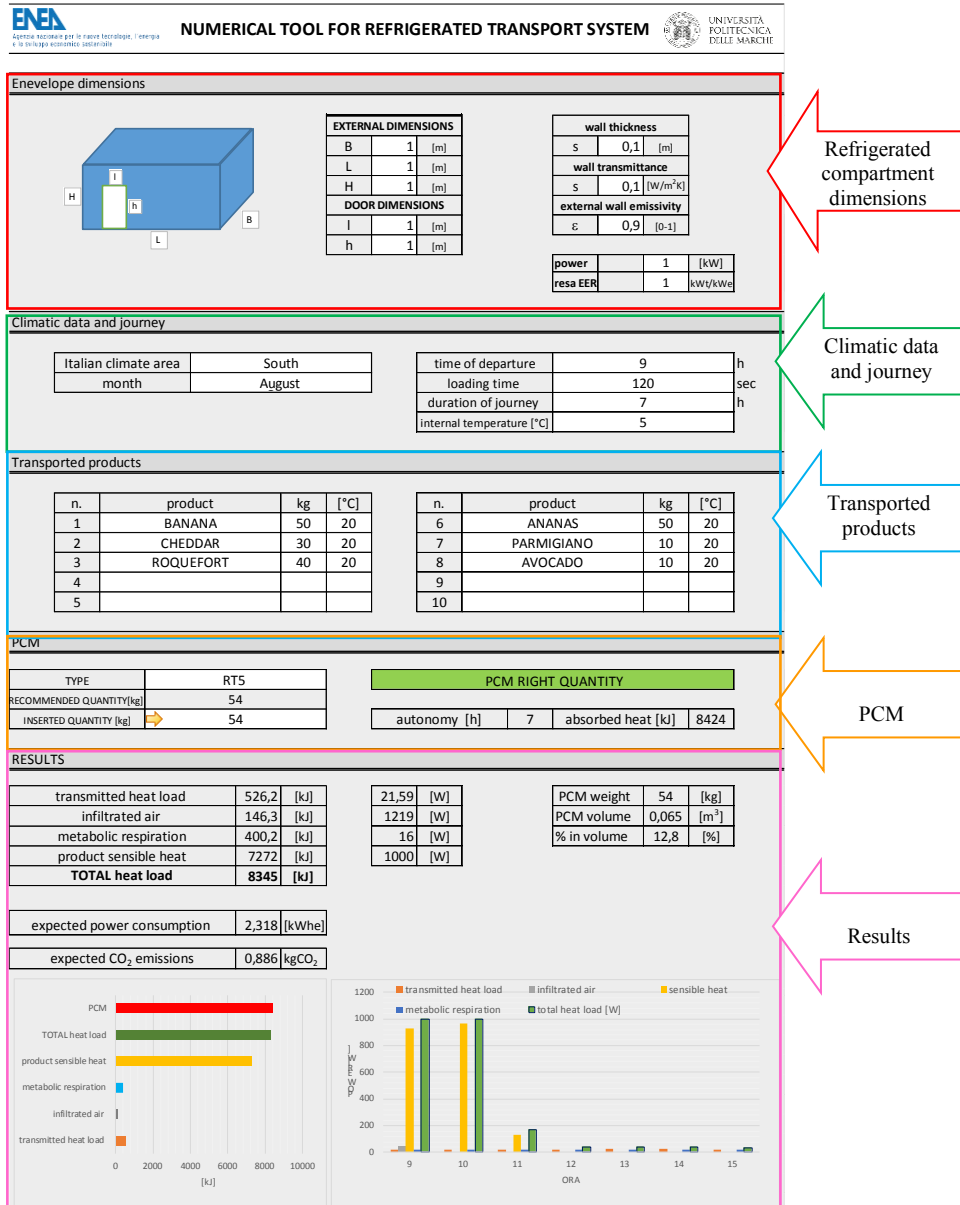 ENEA
Agenzia nazionale per le nuove tecnologie, l'energia
e lo sviluppo economico sostenibile
NUMERICAL TOOL FOR REFRIGERATED TRANSPORT SYSTEM
UNIVERSITÀ
POLITECNICA
DELLE MARCHE
Enevelope dimensions
EXTERNAL DIMENSIONS
B 1 [m]
L 1 [m]
H 1 [m]
DOOR DIMENSIONS
l 1 [m]
h 1 [m]
wall thickness
s 0,1 [m]
wall transmittance
s 0,1 [W/m²K]
external wall emissivity
ε 0,9 [0-1]
power 1 [kW]
resa EER 1 kWt/kWe
H
l
h
B
L
Refrigerated
compartment
dimensions
Climatic data and journey
Italian climate area South
month August
time of departure 9 h
loading time 120 sec
duration of journey 7 h
internal temperature [°C] 5
Climatic data
and journey
Transported products
n. product kg [°C]
1 BANANA 50 20
2 CHEDDAR 30 20
3 ROQUEFORT 40 20
4
5
n. product kg [°C]
6 ANANAS 50 20
7 PARMIGIANO 10 20
8 AVOCADO 10 20
9
10
Transported
products
PCM
TYPE RT5
RECOMMENDED QUANTITY[kg] 54
INSERTED QUANTITY [kg] 54
PCM RIGHT QUANTITY
autonomy [h] 7 absorbed heat [kJ] 8424
PCM
RESULTS
transmitted heat load 526,2 [kJ] 21,59 [W]
infiltrated air 146,3 [kJ] 1219 [W]
metabolic respiration 400,2 [kJ] 16 [W]
product sensible heat 7272 [kJ] 1000 [W]
TOTAL heat load 8345 [kJ]
PCM weight 54 [kg]
PCM volume 0,065 [m³]
% in volume 12,8 [%]
expected power consumption 2,318 [kWhe]
expected CO₂ emissions 0,886 kgCO₂
Results
PCM
TOTAL heat load
product sensible heat
metabolic respiration
infiltrated air
transmitted heat load
0 2000 4000 6000 8000 10000
[kJ]
transmitted heat load infiltrated air sensible heat
metabolic respiration total heat load [W]
1200
1000
800
600
400
200
0
POWER [W]
9 10 11 12 13 14 15
ORA